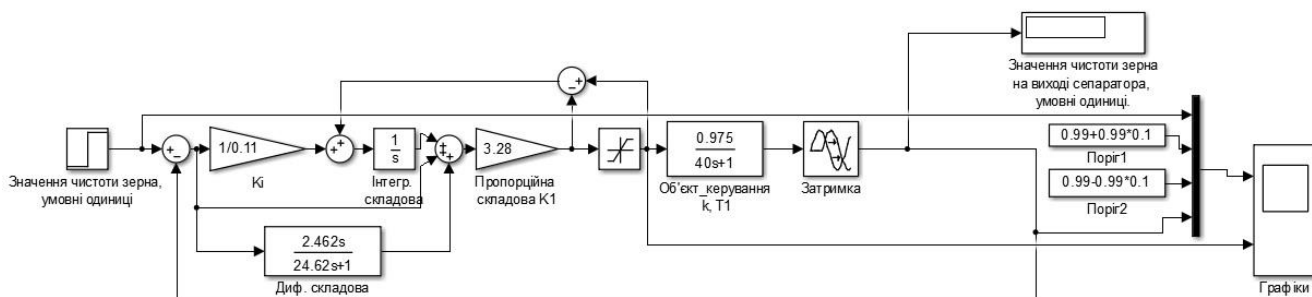 Значення чистоти зерна
на виході сепаратора,
умовні одиниці.
Значення чистоти зерна,
умовні одиниці
+
−
1/0.11
Ki
+
+
1
s
Інтегр.
складова
+
+
+
3.28
Пропорційна
складова K1
−
+
0.975
40s+1
Об'єкт_керування
k, T1
Затримка
0.99+0.99*0.1
Поріг1
0.99-0.99*0.1
Поріг2
2.462s
24.62s+1
Диф. складова
Графіки